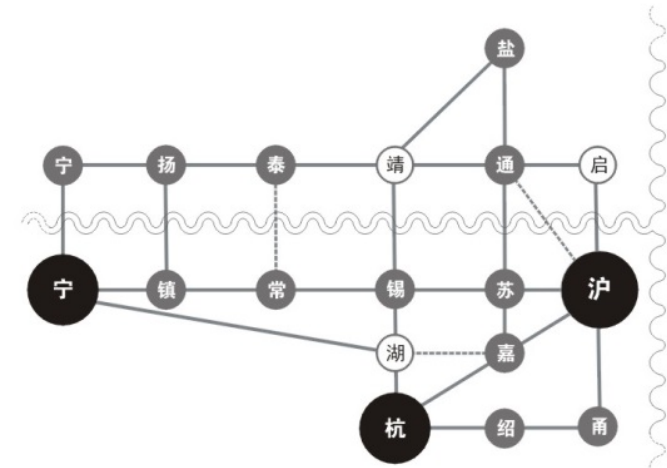 盐
宁 扬 泰 靖 通 启
宁 镇 常 锡 苏 沪
湖 嘉
杭 绍 甬